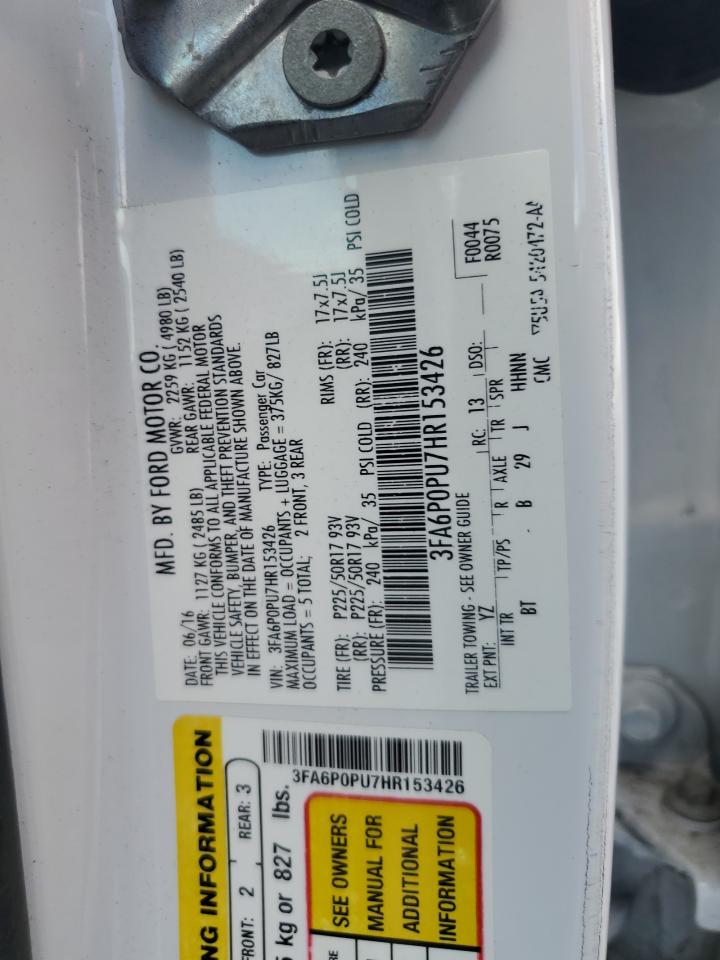 MFD. BY FORD MOTOR CO.
DATE: 06/16 GVWR: 2259 KG ( 4980 LB)
FRONT GAWR: 1127 KG ( 2485 LB) REAR GAWR: 1152 KG ( 2540 LB)
THIS VEHICLE CONFORMS TO ALL APPLICABLE FEDERAL MOTOR
VEHICLE SAFETY, BUMPER, AND THEFT PREVENTION STANDARDS
IN EFFECT ON THE DATE OF MANUFACTURE SHOWN ABOVE.
VIN: 3FA6P0PU7HR153426 TYPE: Passenger Car
MAXIMUM LOAD = OCCUPANTS + LUGGAGE = 375KG/ 827LB
OCCUPANTS = 5 TOTAL; 2 FRONT, 3 REAR
TIRE (FR): P225/50R17 93V RIMS (FR): 17x7.5J
(RR): P225/50R17 93V (RR): 17x7.5J
PRESSURE (FR): 240 kPa/ 35 PSI COLD (RR): 240 kPa/ 35 PSI COLD
3FA6P0PU7HR153426
TRAILER TOWING - SEE OWNER GUIDE F0044
EXT PNT: YZ RC: 13 DSO: R0075
INT TR TP/PS R AXLE TR SPR
BT B 29 J HHNN
NG INFORMATION
FRONT: 2 REAR: 3
kg or 827 lbs.
3FA6P0PU7HR153426
SEE OWNERS
MANUAL FOR
ADDITIONAL
INFORMATION